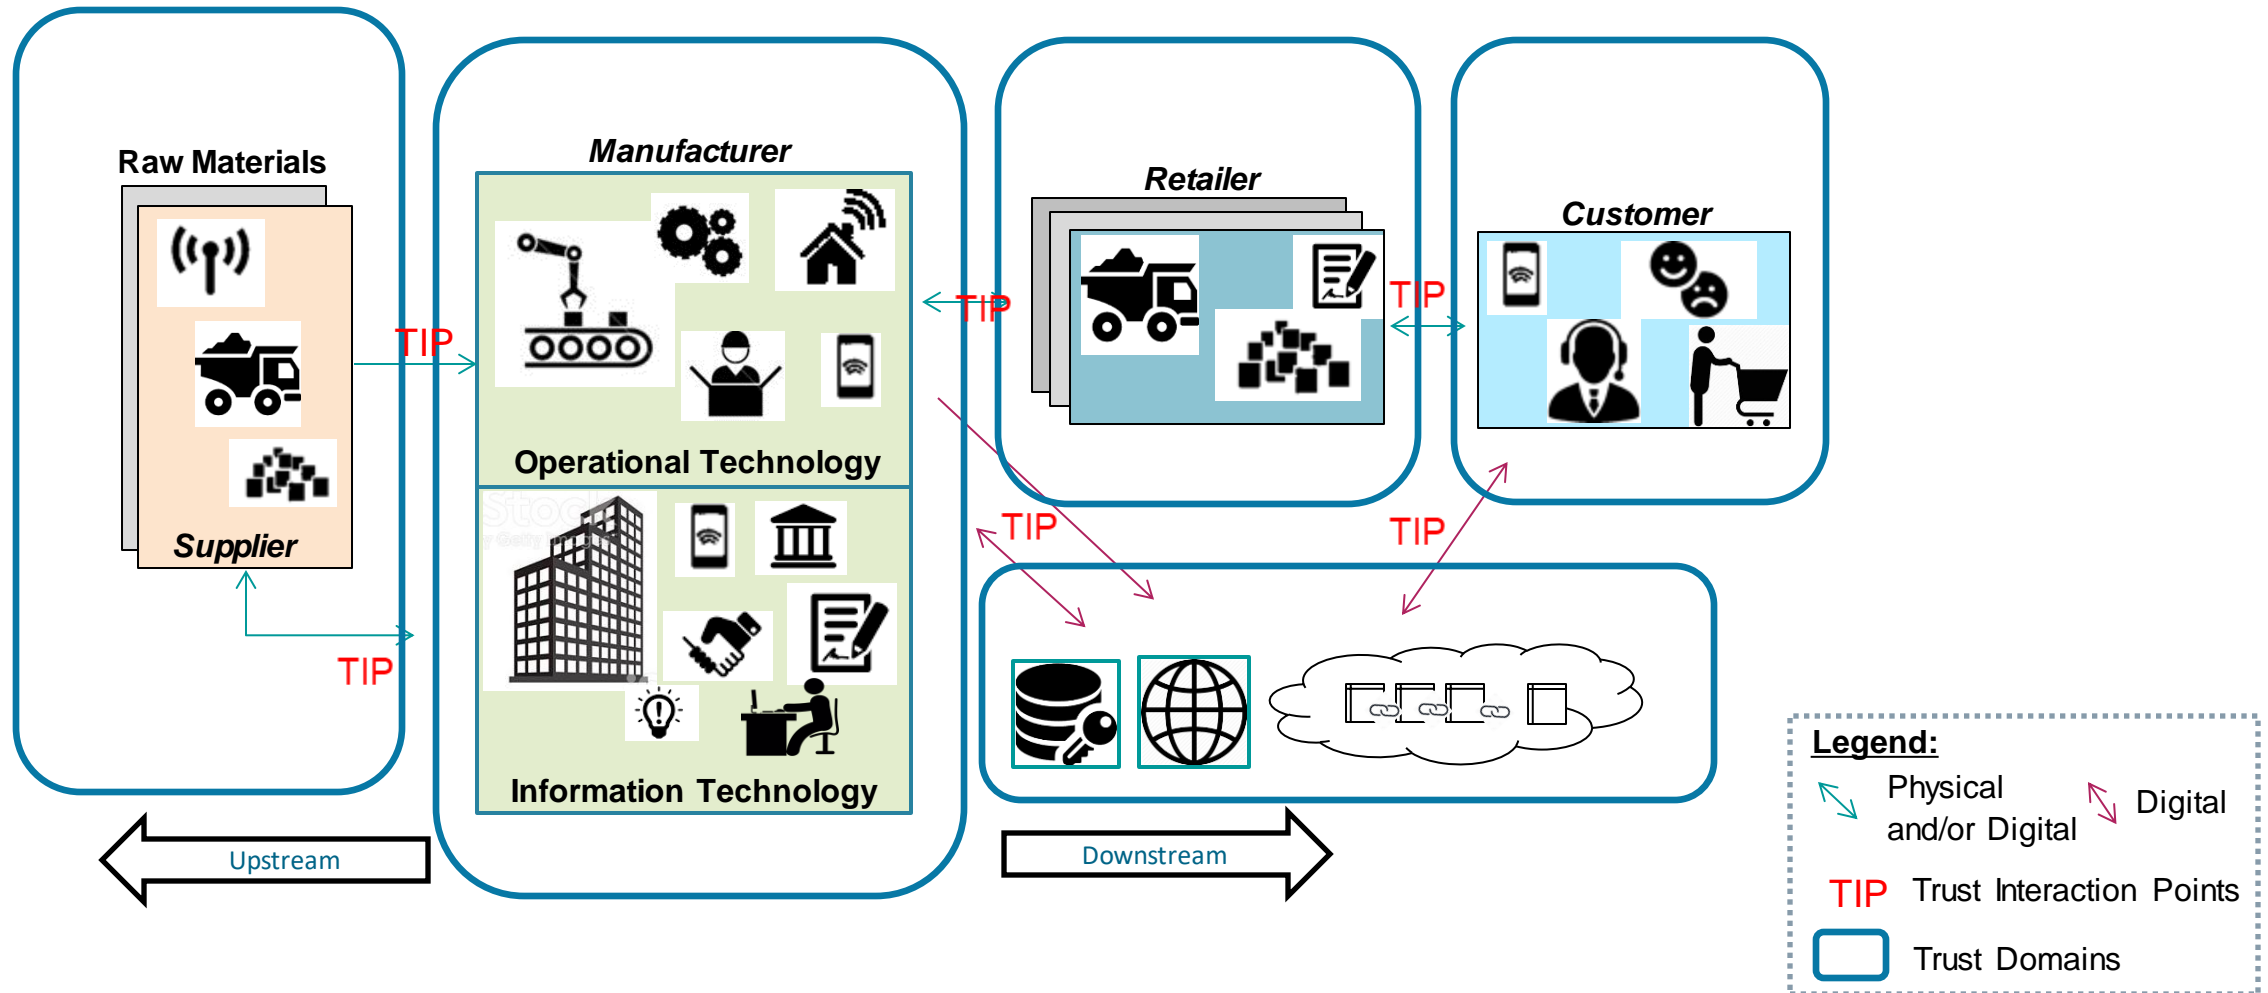 Raw Materials
Supplier
TIP
TIP
Manufacturer
Operational Technology
Stock
Information Technology
TIP
Retailer
TIP
Customer
TIP
TIP
Upstream
Downstream
Legend:
Physical
and/or Digital
Digital
TIP Trust Interaction Points
Trust Domains